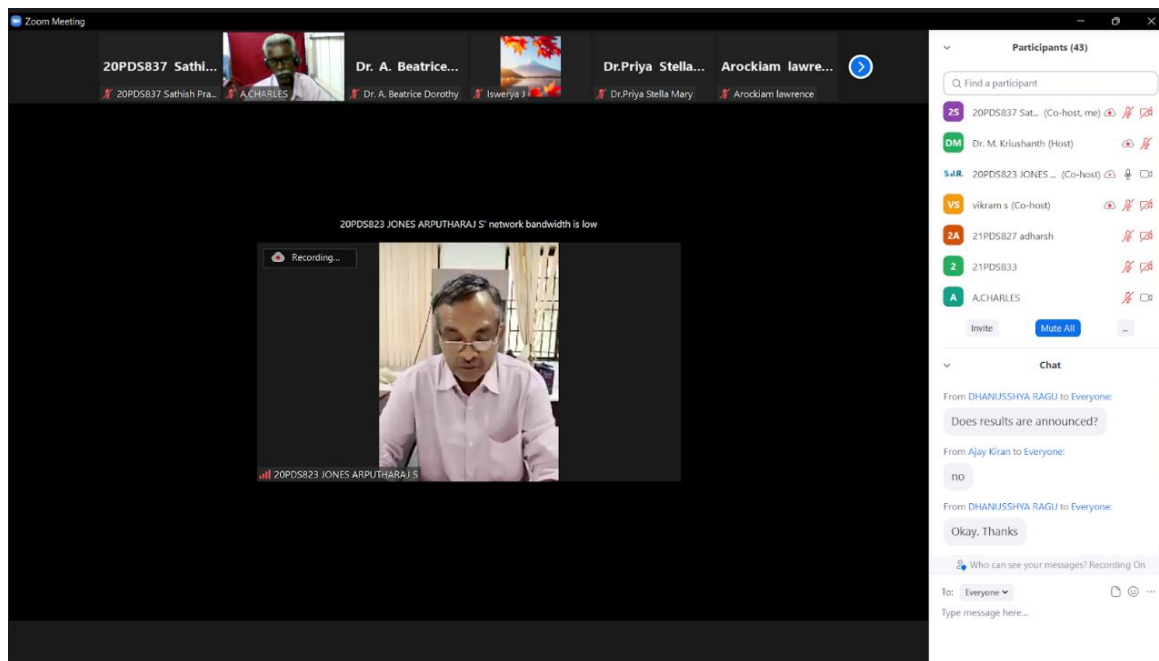 Zoom Meeting
20PDS837 Sathi...
Dr. A. Beatrice...
Dr.Priya Stella...
Arockiam lawre...
20PDS837 Sathish Pra...
A.CHARLES
Dr. A. Beatrice Dorothy
Iswerya J
Dr.Priya Stella Mary
Arockiam lawrence
20PDS823 JONES ARPUTHARAJ S' network bandwidth is low
Recording...
20PDS823 JONES ARPUTHARAJ S
Participants (43)
Find a participant
2S 20PDS837 Sat... (Co-host, me)
DM Dr. M. Kriushanth (Host)
S.J.R. 20PDS823 JONES ... (Co-host)
VS vikram s (Co-host)
2A 21PDS827 adharsh
2 21PDS833
A A.CHARLES
Invite Mute All ...
Chat
From DHANUSSHYA RAGU to Everyone:
Does results are announced?
From Ajay Kiran to Everyone:
no
From DHANUSSHYA RAGU to Everyone:
Okay. Thanks
Who can see your messages? Recording On
To: Everyone
Type message here...